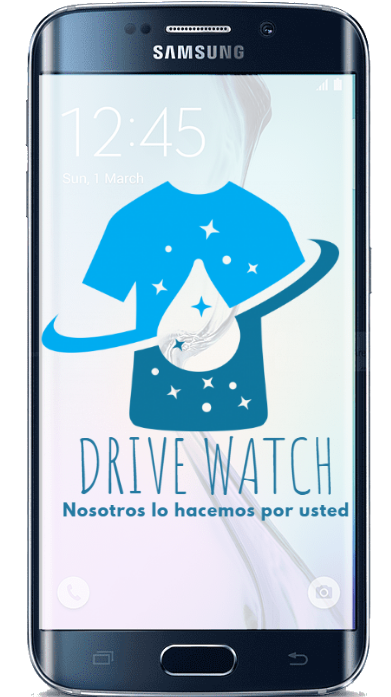 SAMSUNG
12:45
Sun, 1 March
DRIVE WATCH
Nosotros lo hacemos por usted